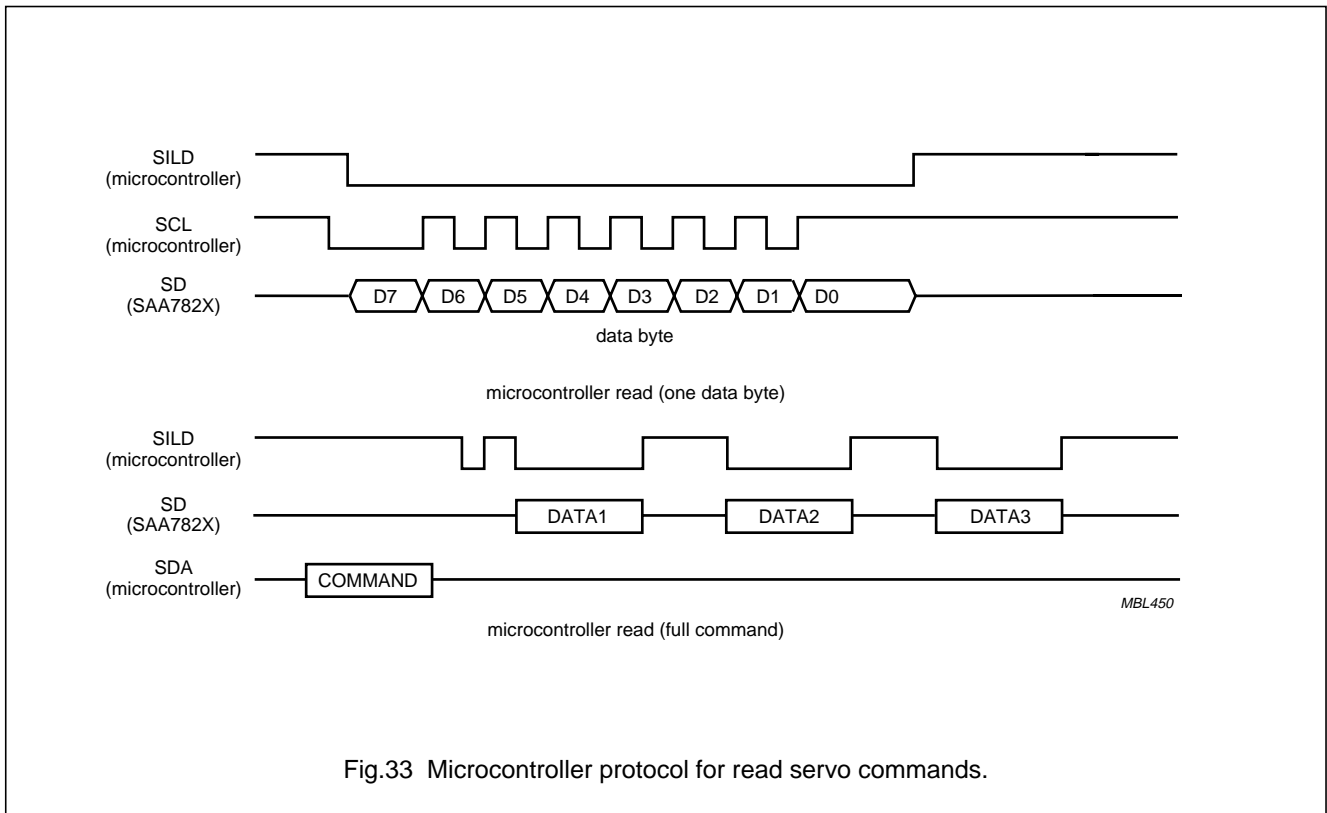 SILD
(microcontroller)
SCL
(microcontroller)
SD
(SAA782X)
D7 D6 D5 D4 D3 D2 D1 D0
data byte
microcontroller read (one data byte)
SILD
(microcontroller)
SD
(SAA782X)
DATA1 DATA2 DATA3
SDA
(microcontroller)
COMMAND
MBL450
microcontroller read (full command)
Fig.33 Microcontroller protocol for read servo commands.